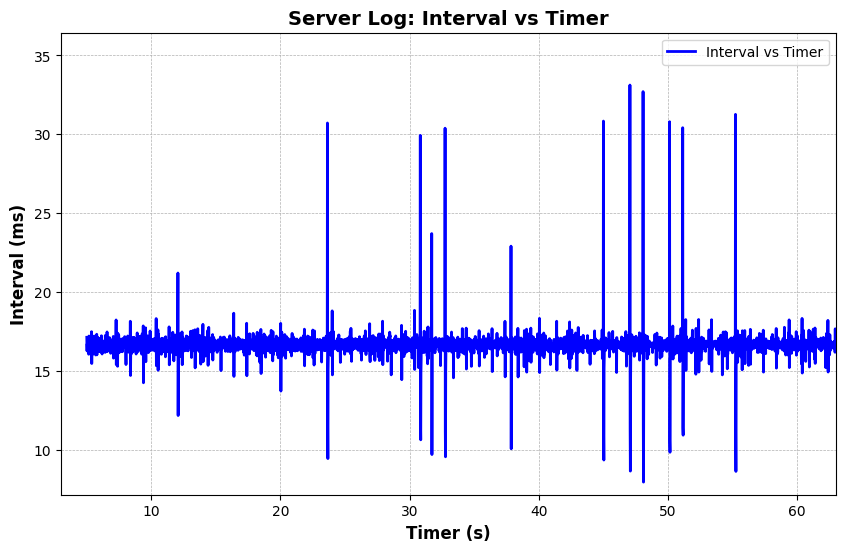 Server Log: Interval vs Timer
Interval vs Timer
35
30
25
20
15
10
Interval (ms)
10 20 30 40 50 60
Timer (s)